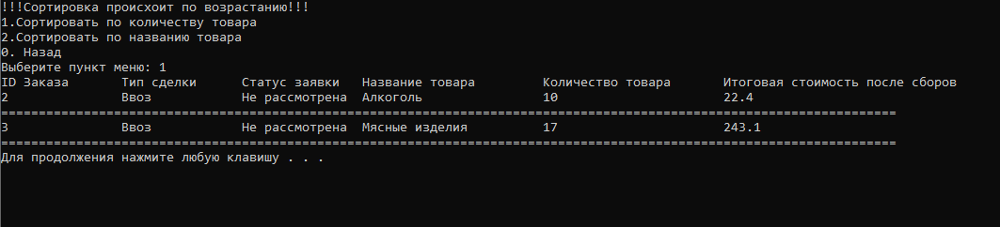 !!!Сортировка происхоит по возрастанию!!!
1.Сортировать по количеству товара
2.Сортировать по названию товара
0. Назад
Выберите пункт меню: 1
ID Заказа Тип сделки Статус заявки Название товара Количество товара Итоговая стоимость после сборов
2 Ввоз Не рассмотрена Алкоголь 10 22.4
=======================================================================================================================
3 Ввоз Не рассмотрена Мясные изделия 17 243.1
=======================================================================================================================
Для продолжения нажмите любую клавишу . . .